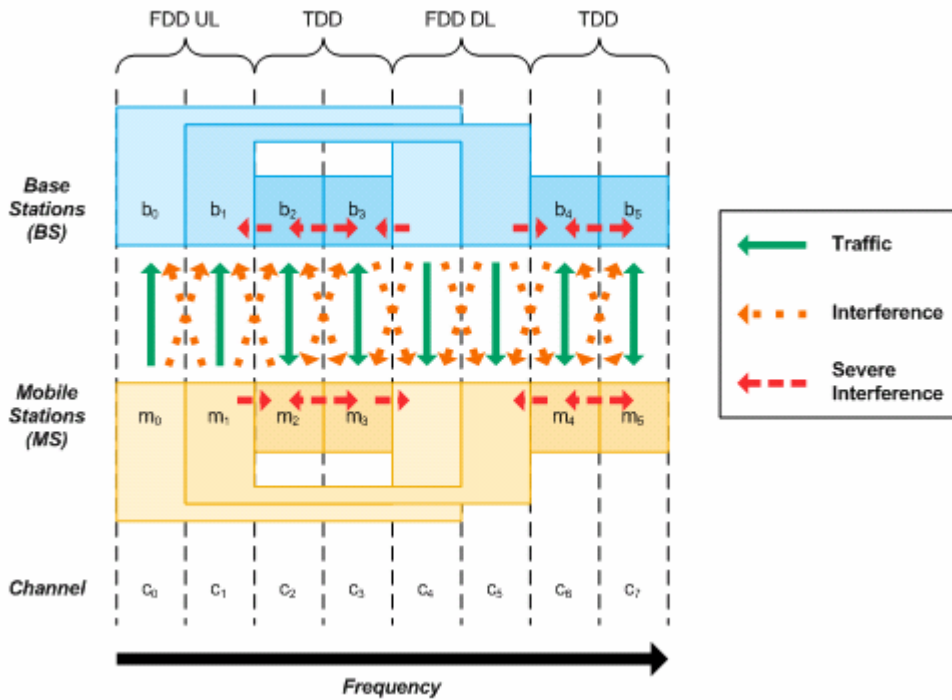 FDD UL TDD FDD DL TDD
Base
Stations
(BS)
b0 b1 b2 b3 b4 b5
Traffic
Interference
Severe
Interference
Mobile
Stations
(MS)
m0 m1 m2 m3 m4 m5
Channel
c0 c1 c2 c3 c4 c5 c6 c7
Frequency